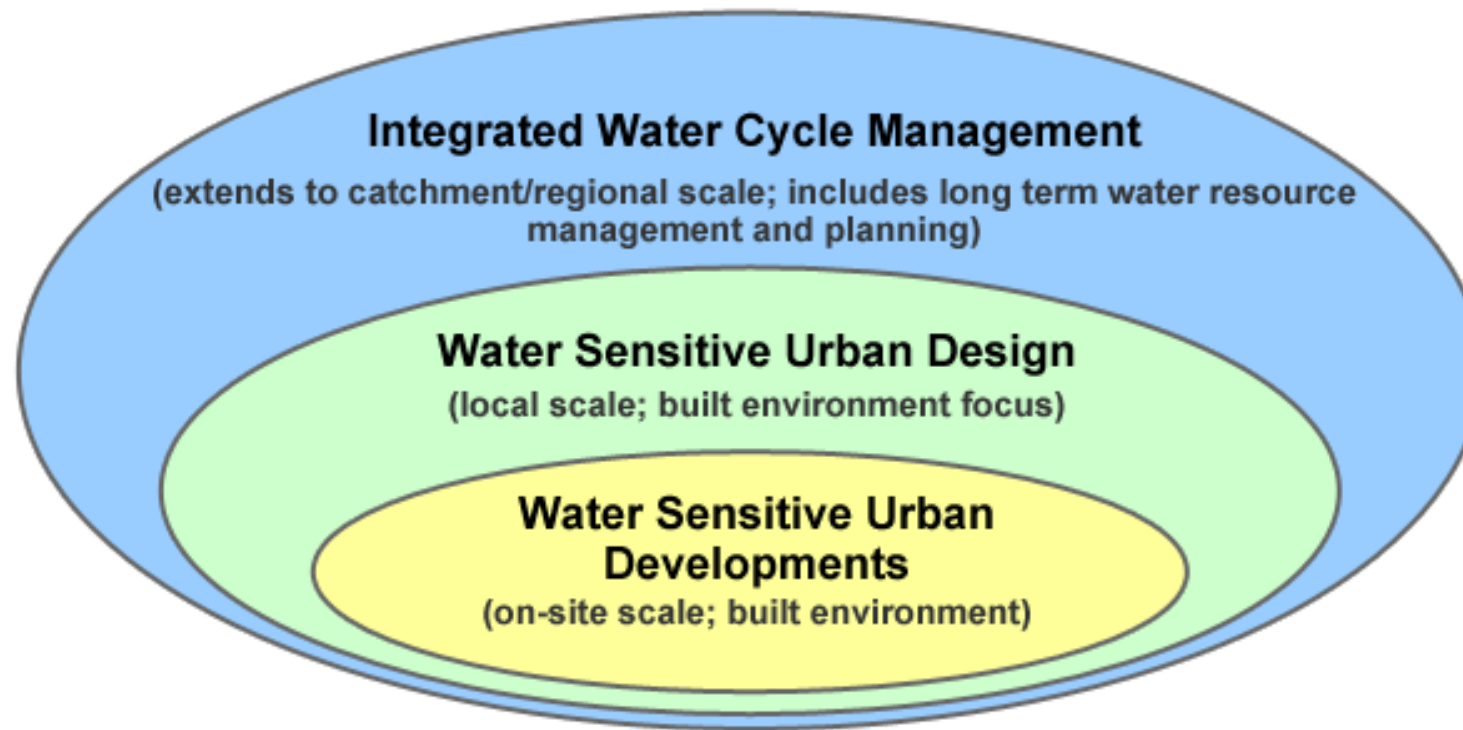 Integrated Water Cycle Management
(extends to catchment/regional scale; includes long term water resource
management and planning)
Water Sensitive Urban Design
(local scale; built environment focus)
Water Sensitive Urban
Developments
(on-site scale; built environment)